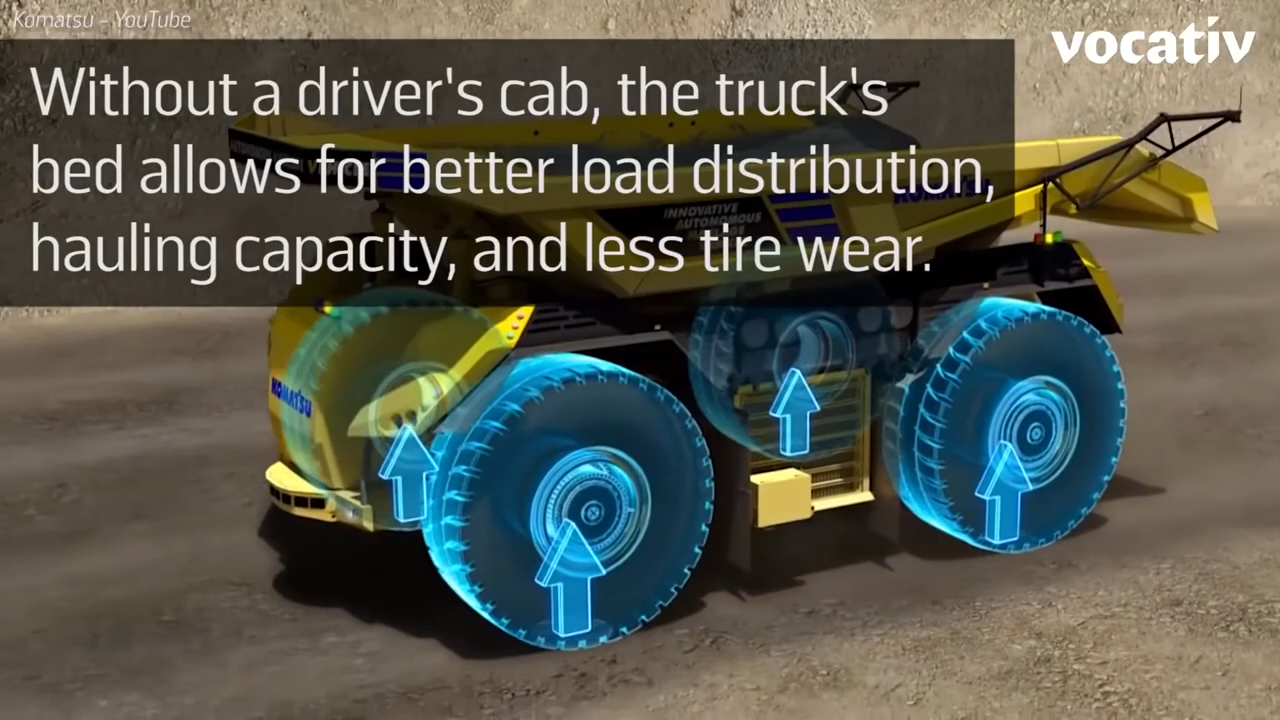 Komatsu - YouTube
vocativ
Without a driver's cab, the truck's
bed allows for better load distribution,
hauling capacity, and less tire wear.
INNOVATIVE
AUTONOMOUS
KOMATSU
KOMATSU